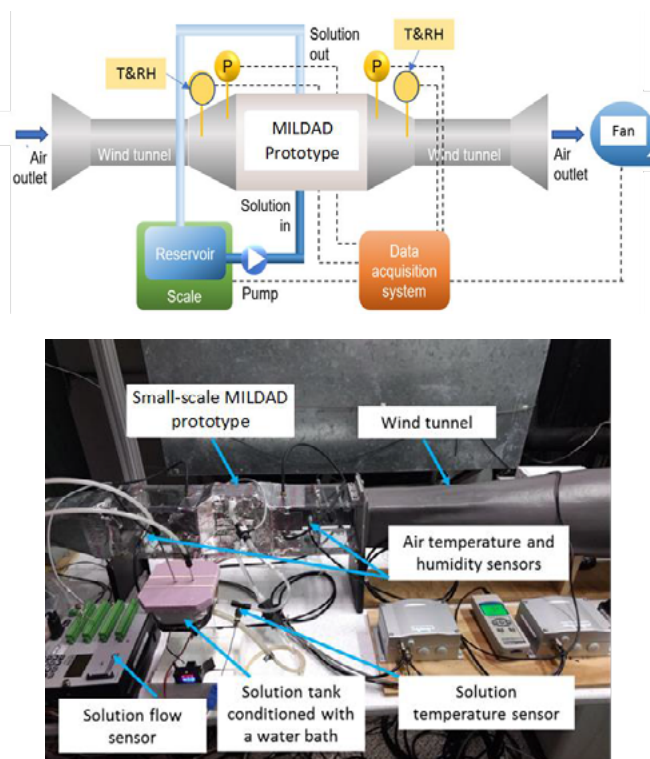 Solution
out
T&RH
T&RH
P
P
MILDAD
Prototype
Fan
Air
outlet
Wind tunnel
Wind tunnel
Air
outlet
Solution
in
Reservoir
Scale
Pump
Data
acquisition
system
Small-scale MILDAD
prototype
Wind tunnel
Air temperature and
humidity sensors
Solution flow
sensor
Solution tank
conditioned with
a water bath
Solution
temperature sensor